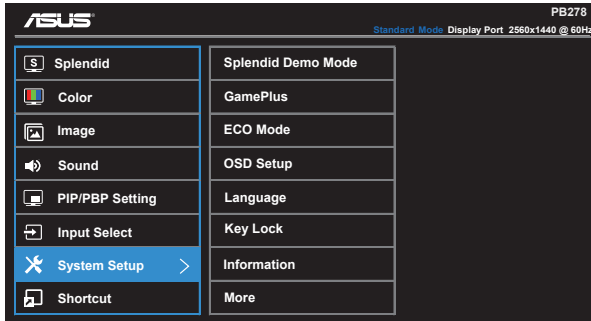 ASUS
PB278
Standard Mode Display Port 2560x1440 @ 60Hz
S Splendid
Color
Image
Sound
PIP/PBP Setting
Input Select
System Setup
Shortcut
Splendid Demo Mode
GamePlus
ECO Mode
OSD Setup
Language
Key Lock
Information
More